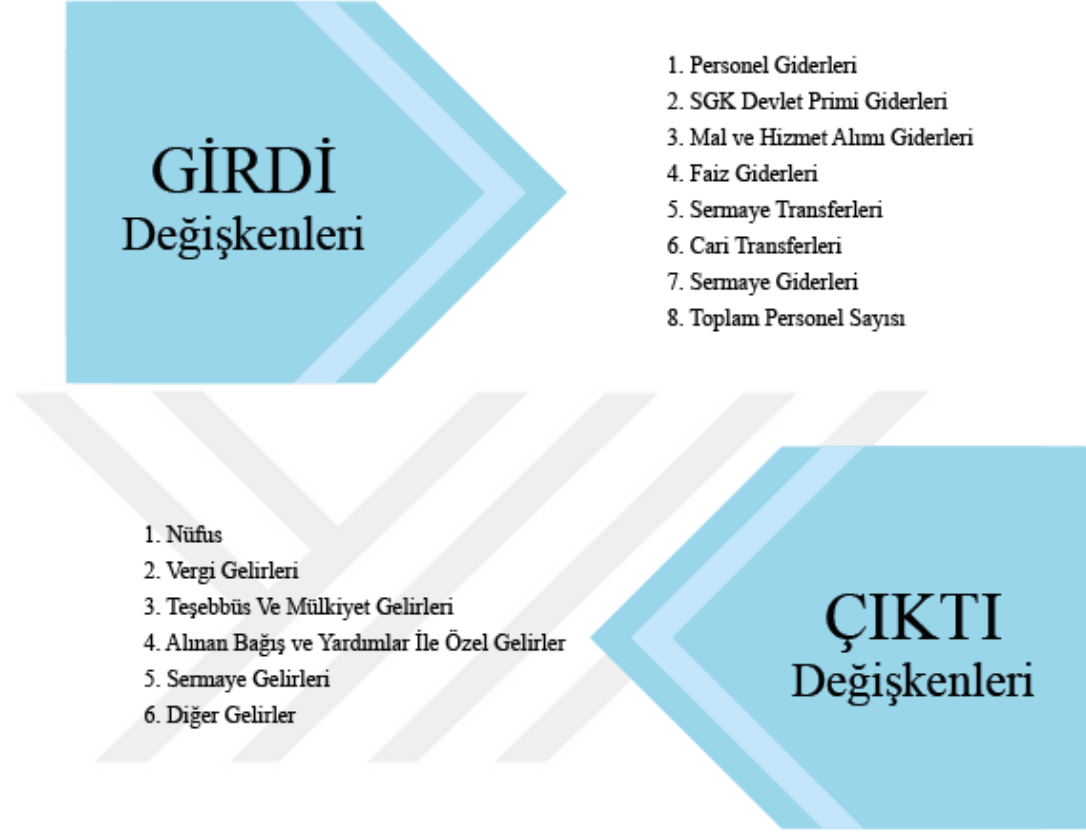 GİRDİ
Değişkenleri
1. Personel Giderleri
2. SGK Devlet Primi Giderleri
3. Mal ve Hizmet Alımı Giderleri
4. Faiz Giderleri
5. Sermaye Transferleri
6. Cari Transferleri
7. Sermaye Giderleri
8. Toplam Personel Sayısı
1. Nüfus
2. Vergi Gelirleri
3. Teşebbüs Ve Mülkiyet Gelirleri
4. Alınan Bağış ve Yardımlar İle Özel Gelirler
5. Sermaye Gelirleri
6. Diğer Gelirler
ÇIKTI
Değişkenleri